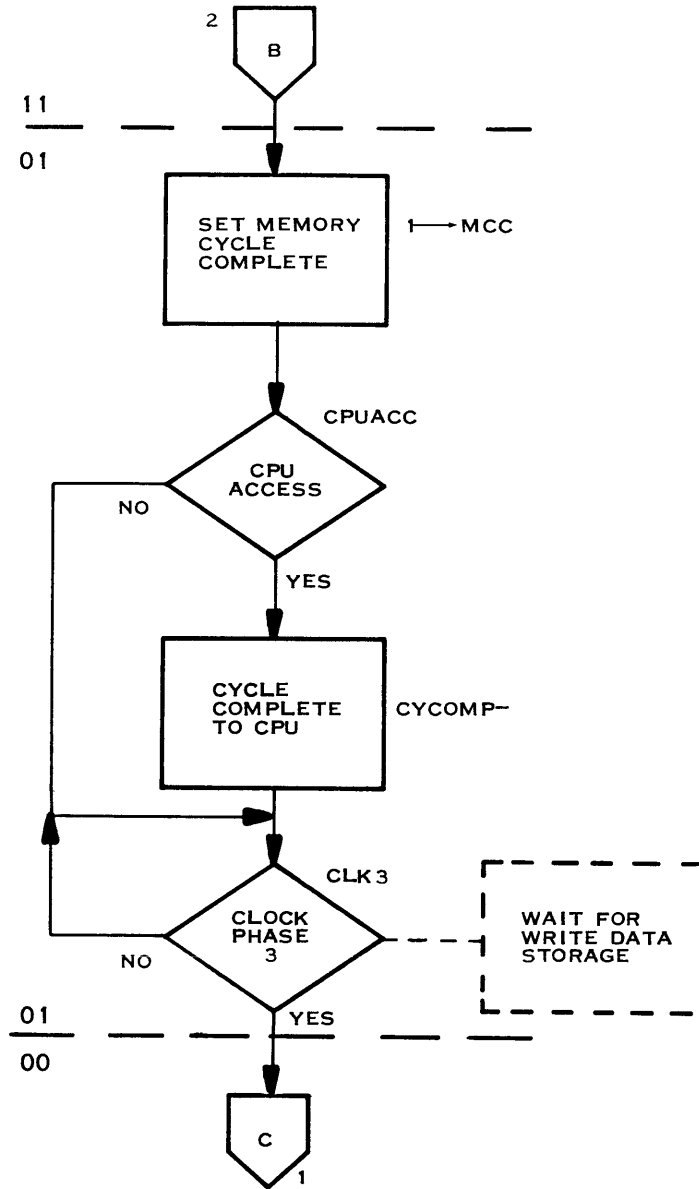 2
B
11
01
SET MEMORY
CYCLE
COMPLETE
1 → MCC
CPUACC
CPU
ACCESS
NO
YES
CYCLE
COMPLETE
TO CPU
CYCOMP–
CLK3
CLOCK
PHASE
3
NO
WAIT FOR
WRITE DATA
STORAGE
YES
01
00
C
1